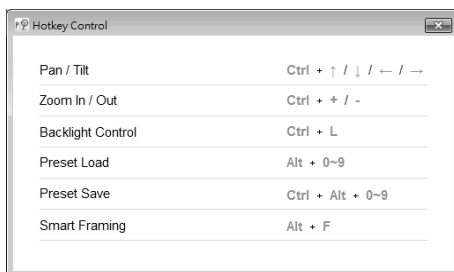 Hotkey Control
Pan / Tilt Ctrl + ↑ / ↓ / ← / →
Zoom In / Out Ctrl + + / -
Backlight Control Ctrl + L
Preset Load Alt + 0~9
Preset Save Ctrl + Alt + 0~9
Smart Framing Alt + F